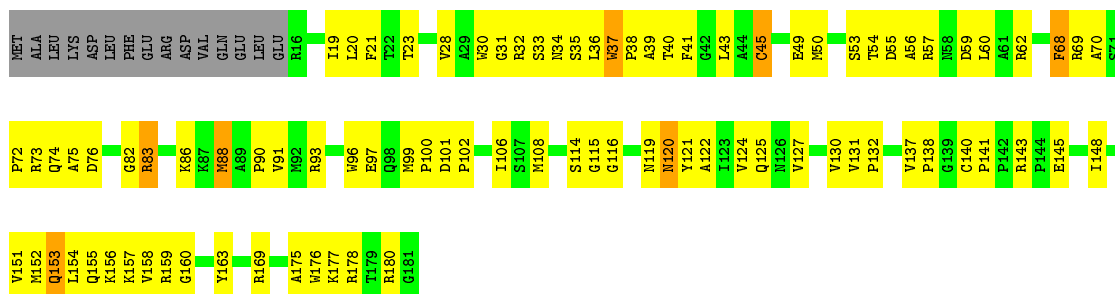 MET ALA LEU LYS ASP LEU PHE GLU ARG ASP VAL GLN GLU LEU GLU R16 I19 L20 F21 T22 T23 V28 A29 W30 G31 R32 S33 N34 S35 L36 W37 P38 A39 T40 F41 G42 L43 A44 C45 E49 M50 S53 T54 D55 A56 R57 N58 D59 L60 A61 R62 F68 R69 A70 S71
P72 R73 Q74 A75 D76 G82 R83 K86 K87 M88 A89 P90 V91 M92 R93 W96 E97 Q98 M99 P100 D101 P102 I106 S107 M108 S114 G115 G116 N119 N120 Y121 A122 I123 V124 Q125 N126 V127 V130 V131 P132 V137 P138 G139 C140 P141 P142 R143 P144 E145 I148
V151 M152 Q153 L154 Q155 K156 K157 V158 R159 G160 Y163 R169 A175 W176 K177 R178 T179 R180 G181